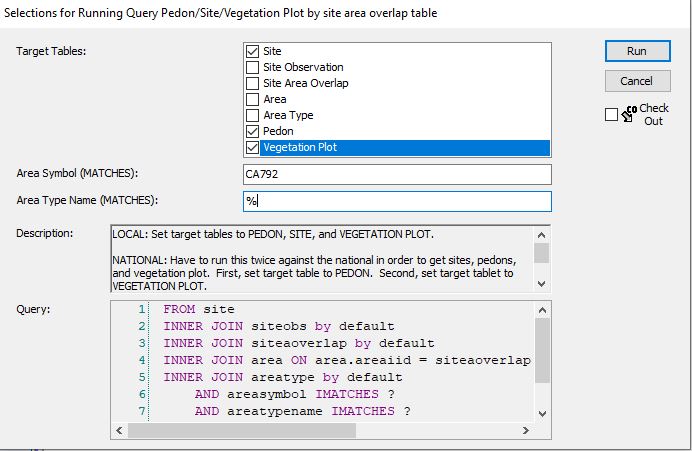 Selections for Running Query Pedon/Site/Vegetation Plot by site area overlap table
Target Tables:
Site
Site Observation
Site Area Overlap
Area
Area Type
Pedon
Vegetation Plot
Run
Cancel
Check
Out
Area Symbol (MATCHES):
CA792
Area Type Name (MATCHES):
%
Description:
LOCAL: Set target tables to PEDON, SITE, and VEGETATION PLOT.
NATIONAL: Have to run this twice against the national in order to get sites, pedons,
and vegetation plot.  First, set target table to PEDON.  Second, set target tablet to
VEGETATION PLOT.
Query:
1 FROM site
2 INNER JOIN siteobs by default
3 INNER JOIN siteaoverlap by default
4 INNER JOIN area ON area.areaiid = siteaoverlap
5 INNER JOIN areatype by default
6 AND areasymbol IMATCHES ?
7 AND areatypename IMATCHES ?